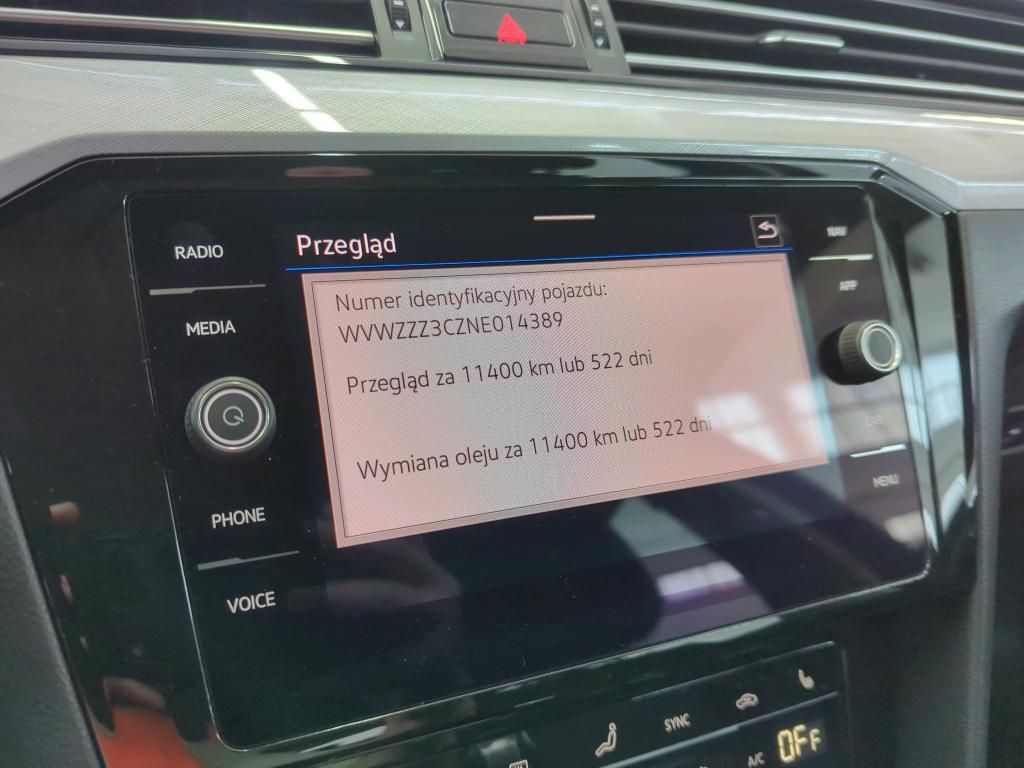 RADIO
MEDIA
PHONE
VOICE
Przegląd
Numer identyfikacyjny pojazdu:
WVWZZZ3CZNE014389
Przegląd za 11400 km lub 522 dni
Wymiana oleju za 11400 km lub 522 dni
NAV
APP
CAR
MENU
SYNC
A/C
OFF